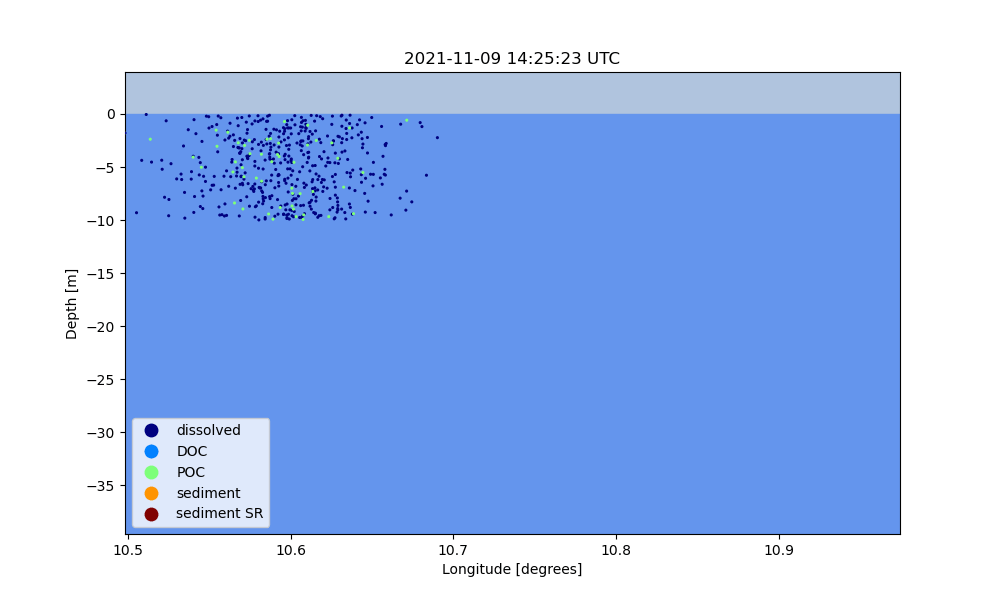 2021-11-09 14:25:23 UTC
0
−5
−10
−15
−20
−25
−30
−35
Depth [m]
dissolved
DOC
POC
sediment
sediment SR
10.5 10.6 10.7 10.8 10.9
Longitude [degrees]